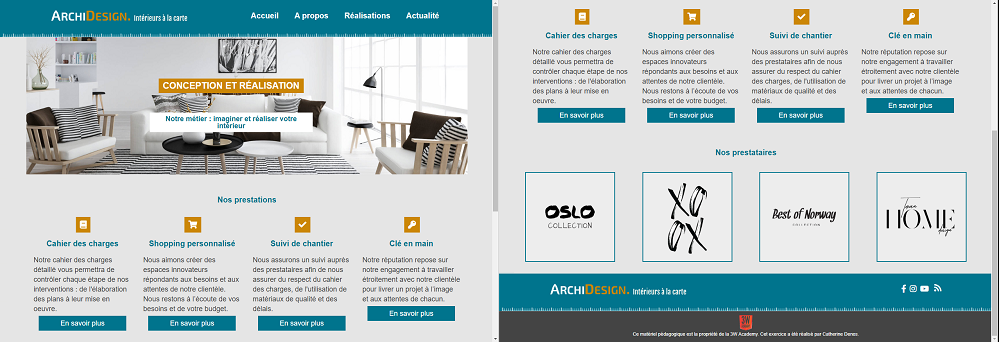 ARCHIDESIGN. Intérieurs à la carte
Accueil A propos Réalisations Actualité
CONCEPTION ET RÉALISATION
Notre métier : imaginer et réaliser votre
intérieur
Nos prestations
Cahier des charges
Notre cahier des charges
détaillé vous permettra de
contrôler chaque étape de nos
interventions : de l'élaboration
des plans à leur mise en
oeuvre.
En savoir plus
Shopping personnalisé
Nous aimons créer des
espaces innovateurs
répondants aux besoins et aux
attentes de notre clientèle.
Nous restons à l'écoute de vos
besoins et de votre budget.
En savoir plus
Suivi de chantier
Nous assurons un suivi auprès
des prestataires afin de nous
assurer du respect du cahier
des charges, de l'utilisation de
matériaux de qualité et des
délais.
En savoir plus
Clé en main
Notre réputation repose sur
notre engagement à travailler
étroitement avec notre clientèle
pour livrer un projet à l'image
et aux attentes de chacun.
En savoir plus
Cahier des charges
Notre cahier des charges
détaillé vous permettra de
contrôler chaque étape de nos
interventions : de l'élaboration
des plans à leur mise en
oeuvre.
En savoir plus
Shopping personnalisé
Nous aimons créer des
espaces innovateurs
répondants aux besoins et aux
attentes de notre clientèle.
Nous restons à l'écoute de vos
besoins et de votre budget.
En savoir plus
Suivi de chantier
Nous assurons un suivi auprès
des prestataires afin de nous
assurer du respect du cahier
des charges, de l'utilisation de
matériaux de qualité et des
délais.
En savoir plus
Clé en main
Notre réputation repose sur
notre engagement à travailler
étroitement avec notre clientèle
pour livrer un projet à l'image
et aux attentes de chacun.
En savoir plus
Nos prestataires
OSLO
COLLECTION
XO
OX
Best of Norway
COLLECTION
HOME
design
ARCHIDESIGN. Intérieurs à la carte
3W
Ce matériel pédagogique est la propriété de la 3W Academy. Cet exercice a été réalisé par Catherine Denos.